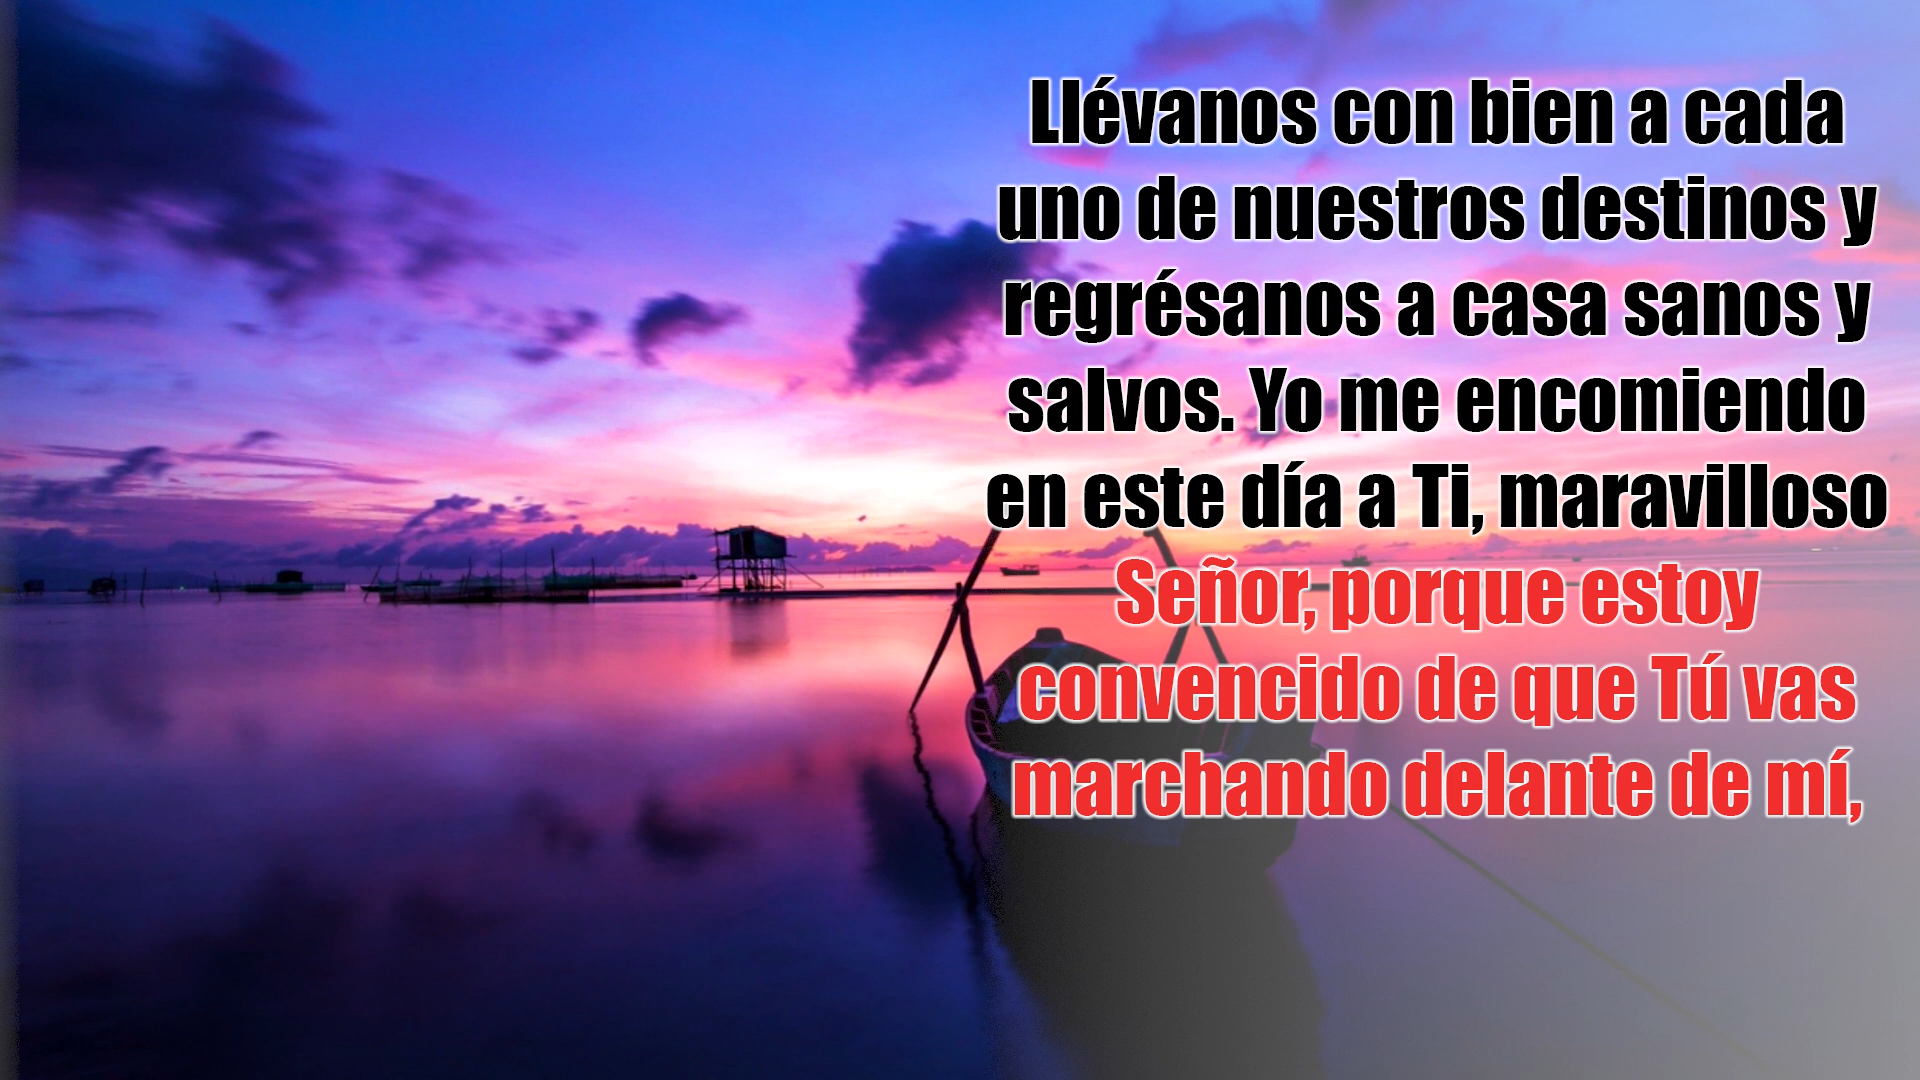 Llévanos con bien a cada
uno de nuestros destinos y
regrésanos a casa sanos y
salvos. Yo me encomiendo
en este día a Ti, maravilloso
Señor, porque estoy
convencido de que Tú vas
marchando delante de mí,